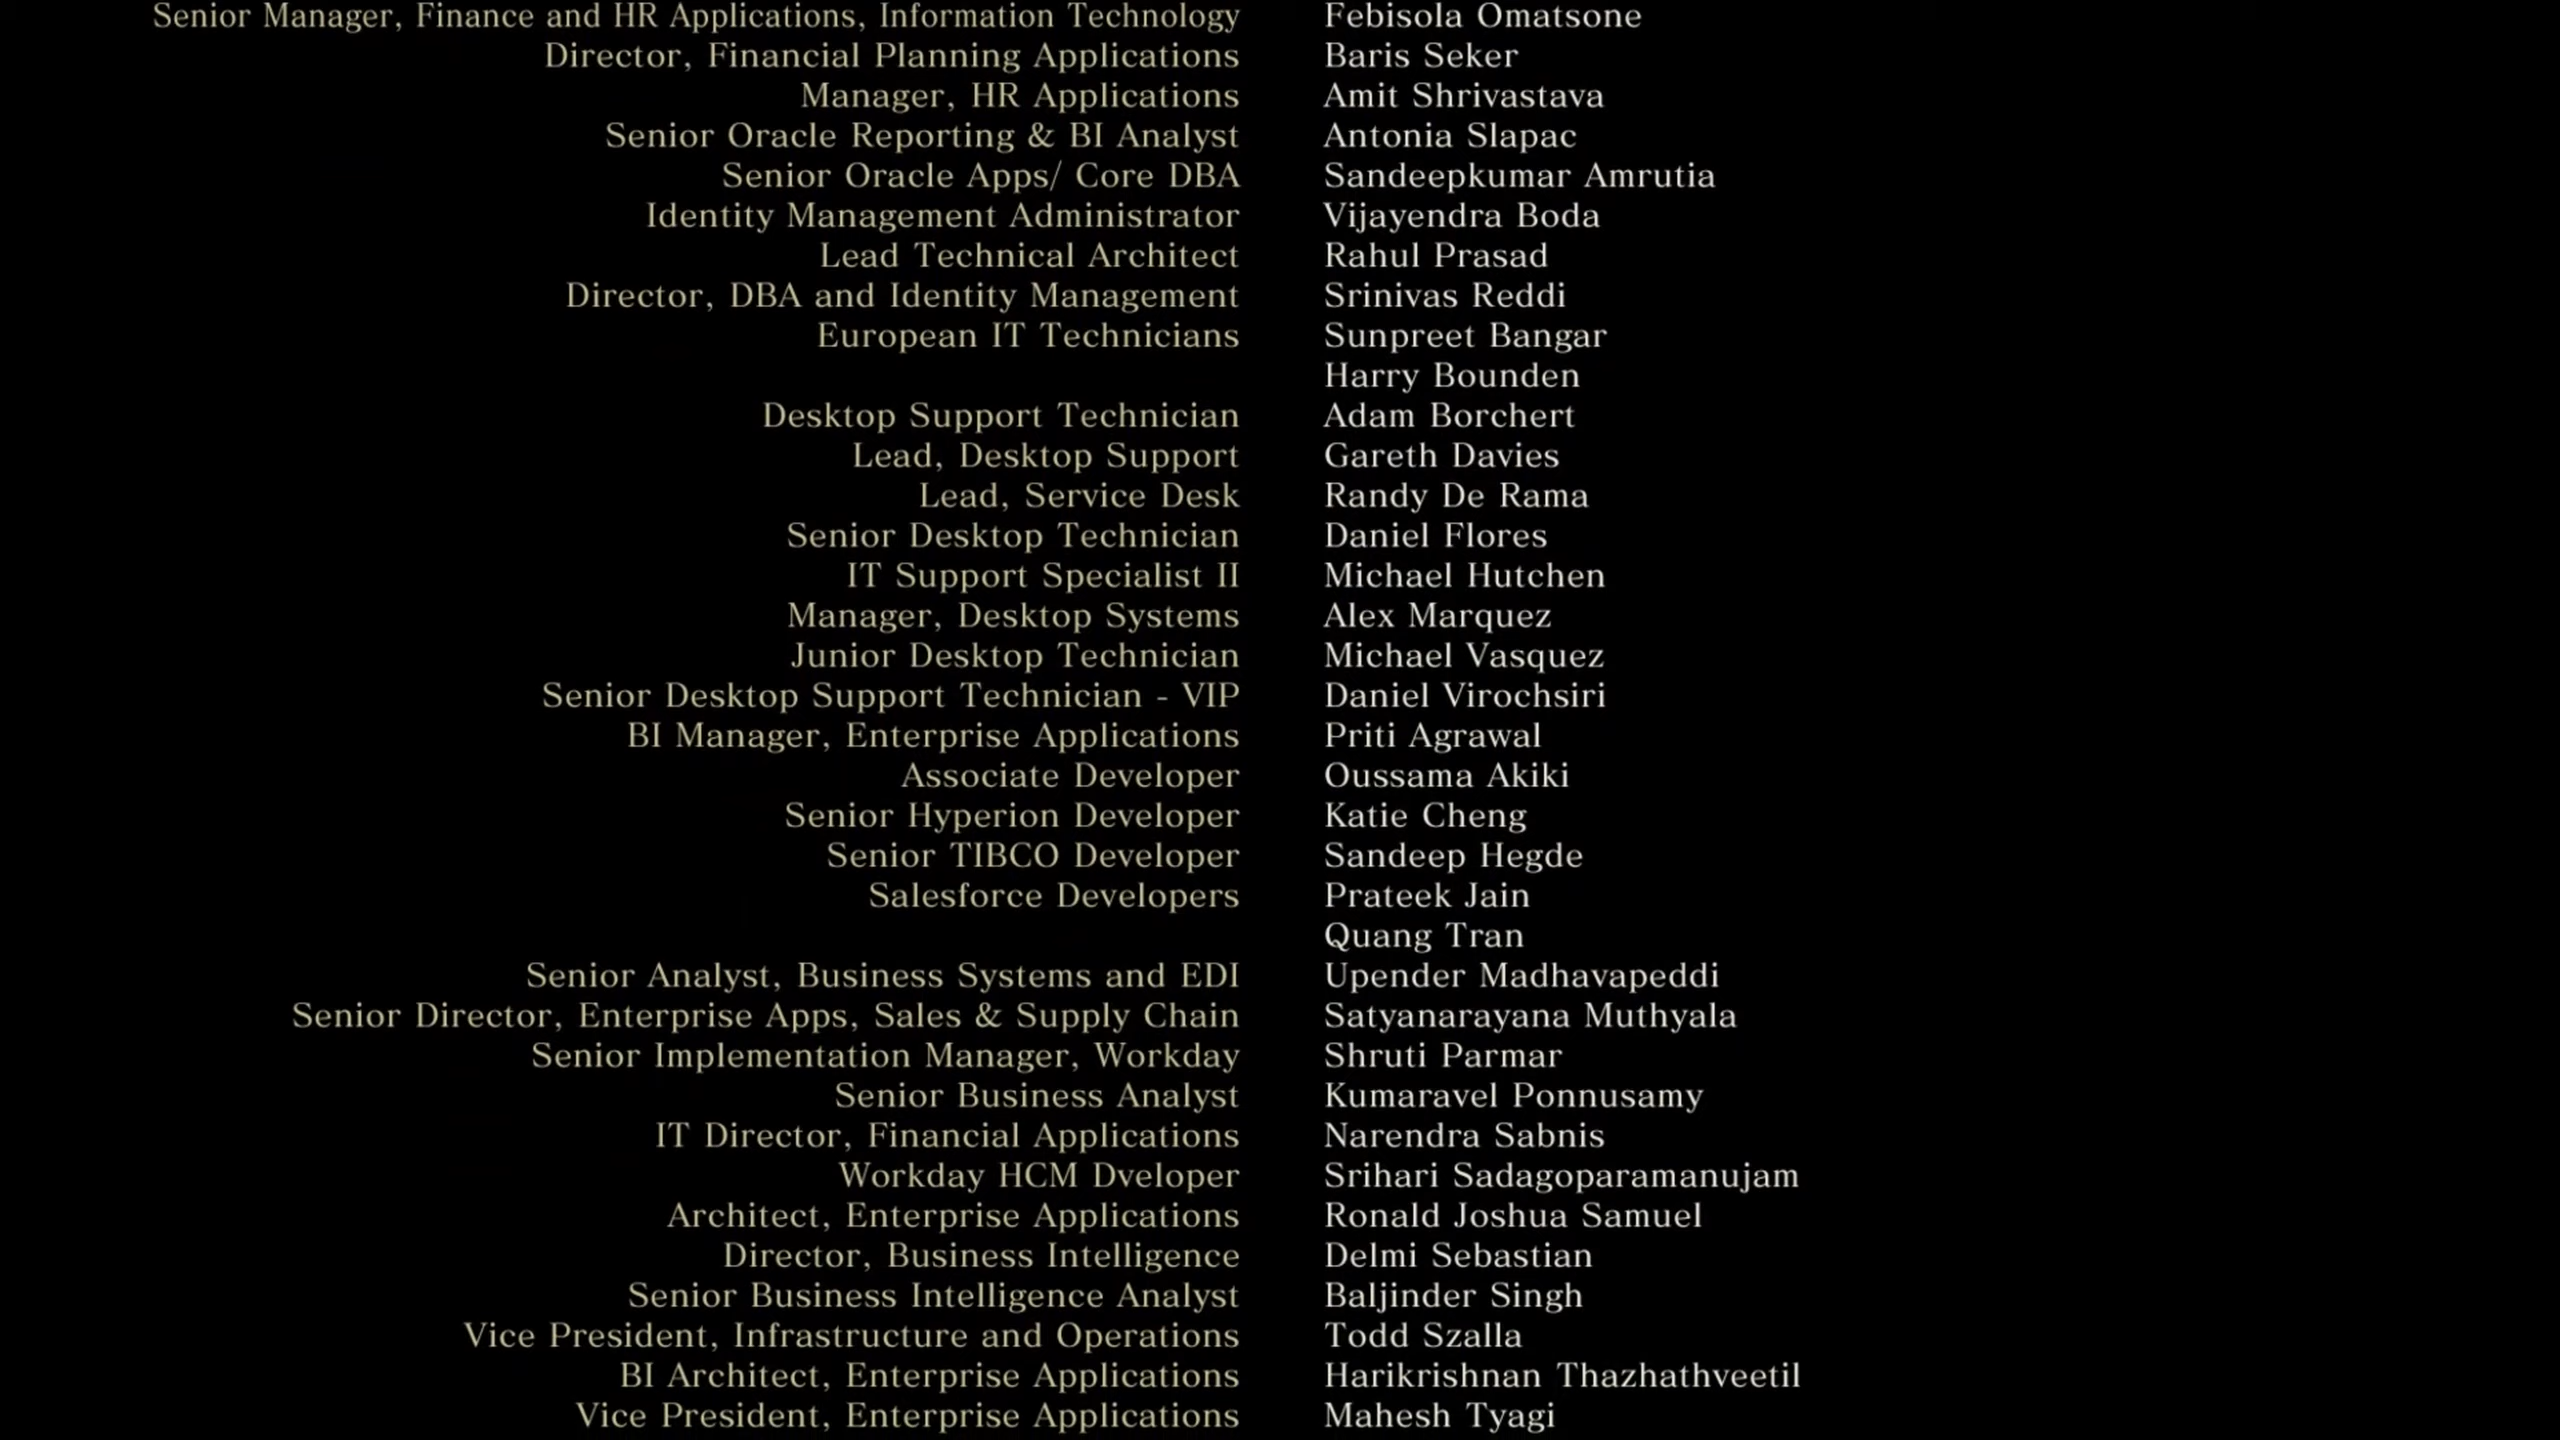 Senior Manager, Finance and HR Applications, Information Technology Febisola Omatsone
Director, Financial Planning Applications Baris Seker
Manager, HR Applications Amit Shrivastava
Senior Oracle Reporting & BI Analyst Antonia Slapac
Senior Oracle Apps/ Core DBA Sandeepkumar Amrutia
Identity Management Administrator Vijayendra Boda
Lead Technical Architect Rahul Prasad
Director, DBA and Identity Management Srinivas Reddi
European IT Technicians Sunpreet Bangar
Harry Bounden
Desktop Support Technician Adam Borchert
Lead, Desktop Support Gareth Davies
Lead, Service Desk Randy De Rama
Senior Desktop Technician Daniel Flores
IT Support Specialist II Michael Hutchen
Manager, Desktop Systems Alex Marquez
Junior Desktop Technician Michael Vasquez
Senior Desktop Support Technician - VIP Daniel Virochsiri
BI Manager, Enterprise Applications Priti Agrawal
Associate Developer Oussama Akiki
Senior Hyperion Developer Katie Cheng
Senior TIBCO Developer Sandeep Hegde
Salesforce Developers Prateek Jain
Quang Tran
Senior Analyst, Business Systems and EDI Upender Madhavapeddi
Senior Director, Enterprise Apps, Sales & Supply Chain Satyanarayana Muthyala
Senior Implementation Manager, Workday Shruti Parmar
Senior Business Analyst Kumaravel Ponnusamy
IT Director, Financial Applications Narendra Sabnis
Workday HCM Dveloper Srihari Sadagoparamanujam
Architect, Enterprise Applications Ronald Joshua Samuel
Director, Business Intelligence Delmi Sebastian
Senior Business Intelligence Analyst Baljinder Singh
Vice President, Infrastructure and Operations Todd Szalla
BI Architect, Enterprise Applications Harikrishnan Thazhathveetil
Vice President, Enterprise Applications Mahesh Tyagi